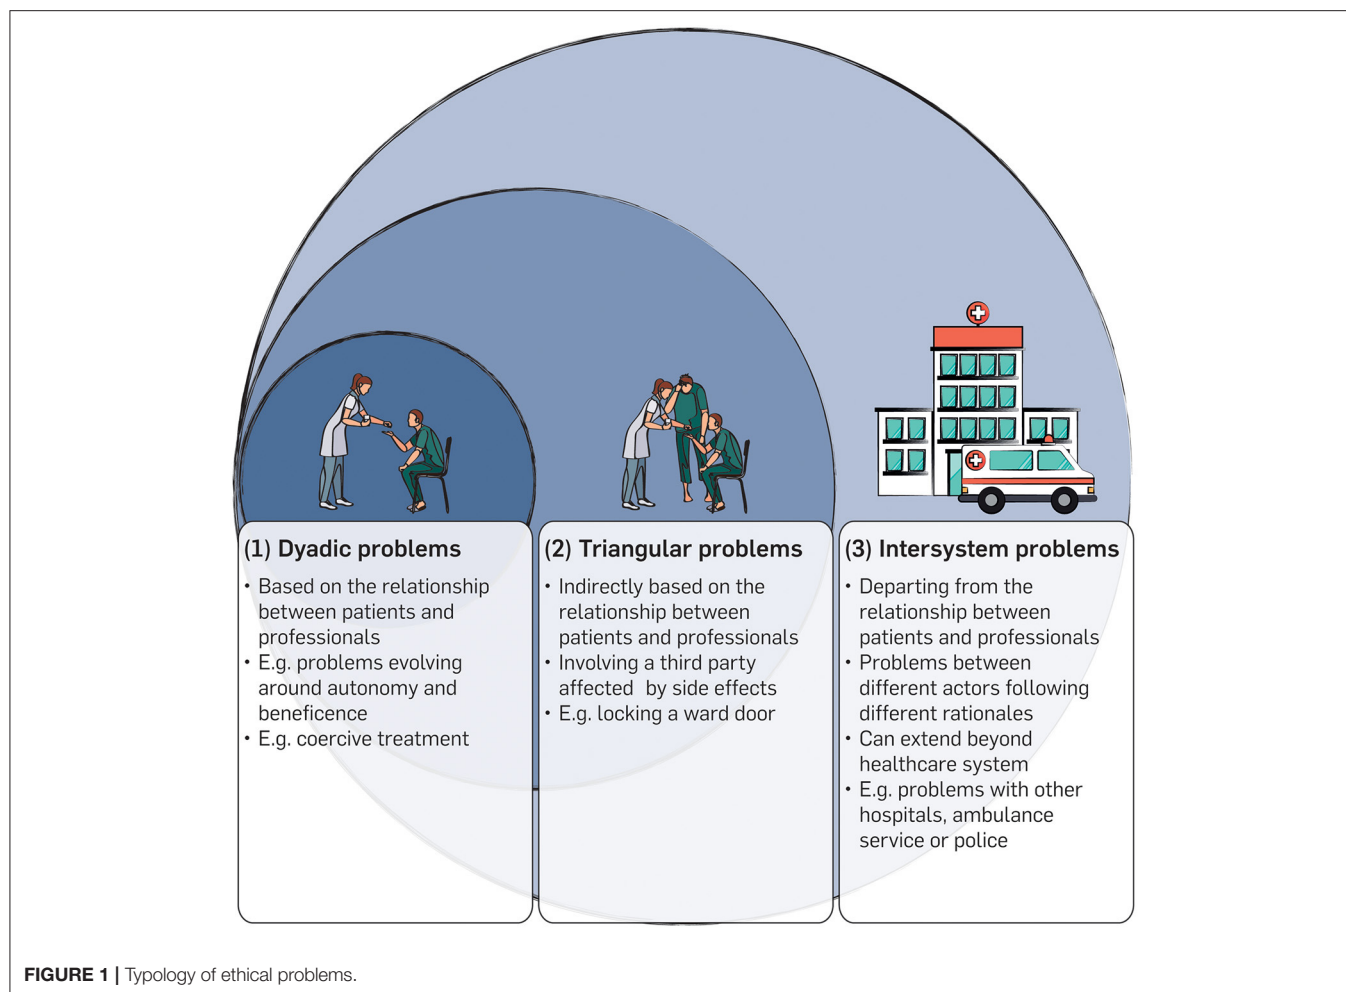 (1) Dyadic problems
• Based on the relationship
between patients and
professionals
• E.g. problems evolving
around autonomy and
beneficence
• E.g. coercive treatment
(2) Triangular problems
• Indirectly based on the
relationship between
patients and professionals
• Involving a third party
affected  by side effects
• E.g. locking a ward door
(3) Intersystem problems
• Departing from the
relationship between
patients and professionals
• Problems between
different actors following
different rationales
• Can extend beyond
healthcare system
• E.g. problems with other
hospitals, ambulance
service or police
FIGURE 1 | Typology of ethical problems.